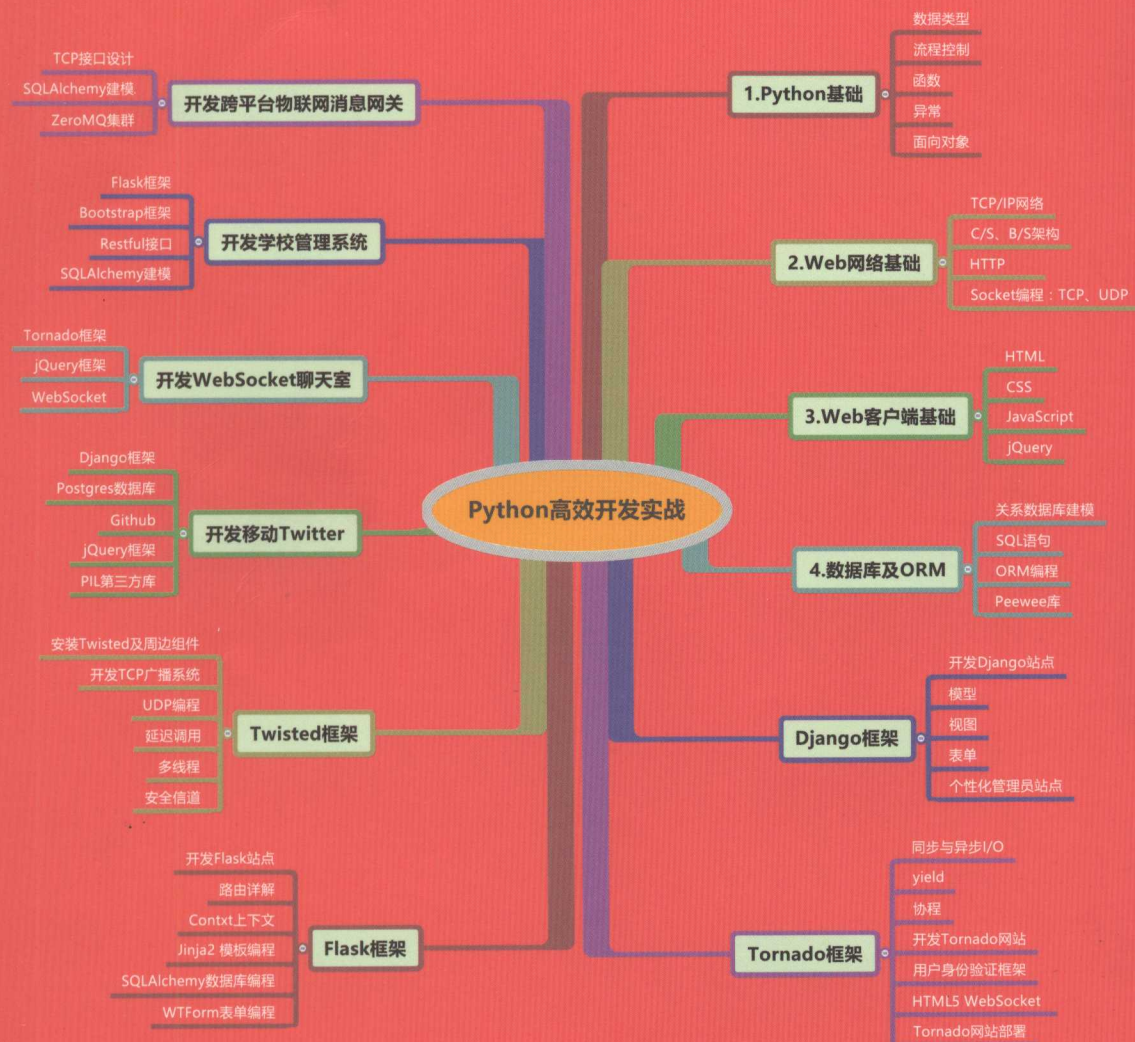 Python高效开发实战
1.Python基础
数据类型
流程控制
函数
异常
面向对象
2.Web网络基础
TCP/IP网络
C/S、B/S架构
HTTP
Socket编程：TCP、UDP
3.Web客户端基础
HTML
CSS
JavaScript
jQuery
4.数据库及ORM
关系数据库建模
SQL语句
ORM编程
Peewee库
Django框架
开发Django站点
模型
视图
表单
个性化管理员站点
Tornado框架
同步与异步I/O
yield
协程
开发Tornado网站
用户身份验证框架
HTML5 WebSocket
Tornado网站部署
开发跨平台物联网消息网关
TCP接口设计
SQLAlchemy建模
ZeroMQ集群
开发学校管理系统
Flask框架
Bootstrap框架
Restful接口
SQLAlchemy建模
开发WebSocket聊天室
Tornado框架
jQuery框架
WebSocket
开发移动Twitter
Django框架
Postgres数据库
Github
jQuery框架
PIL第三方库
Twisted框架
安装Twisted及周边组件
开发TCP广播系统
UDP编程
延迟调用
多线程
安全信道
Flask框架
开发Flask站点
路由详解
Contxt上下文
Jinja2 模板编程
SQLAlchemy数据库编程
WTForm表单编程